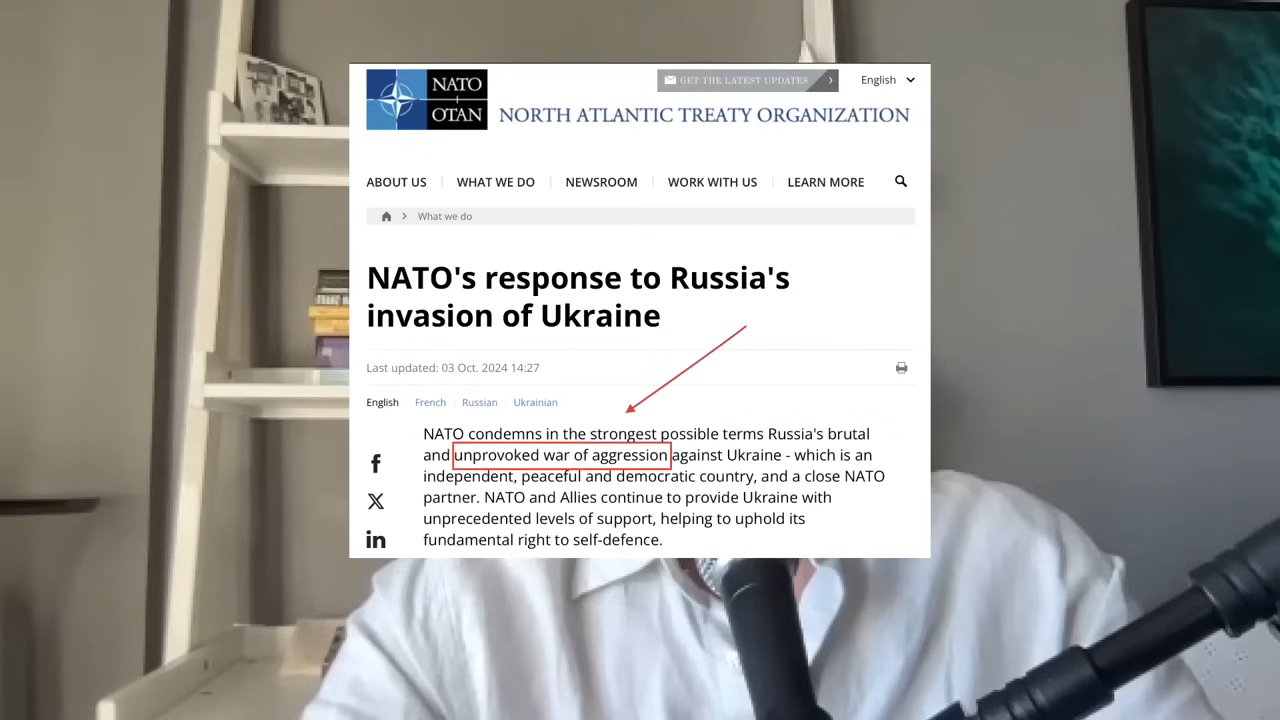 NATO
OTAN
GET THE LATEST UPDATES
English
NORTH ATLANTIC TREATY ORGANIZATION
ABOUT US
WHAT WE DO
NEWSROOM
WORK WITH US
LEARN MORE
What we do
NATO's response to Russia's
invasion of Ukraine
Last updated: 03 Oct. 2024 14:27
English French Russian Ukrainian
NATO condemns in the strongest possible terms Russia's brutal
and unprovoked war of aggression against Ukraine - which is an
independent, peaceful and democratic country, and a close NATO
partner. NATO and Allies continue to provide Ukraine with
unprecedented levels of support, helping to uphold its
fundamental right to self-defence.